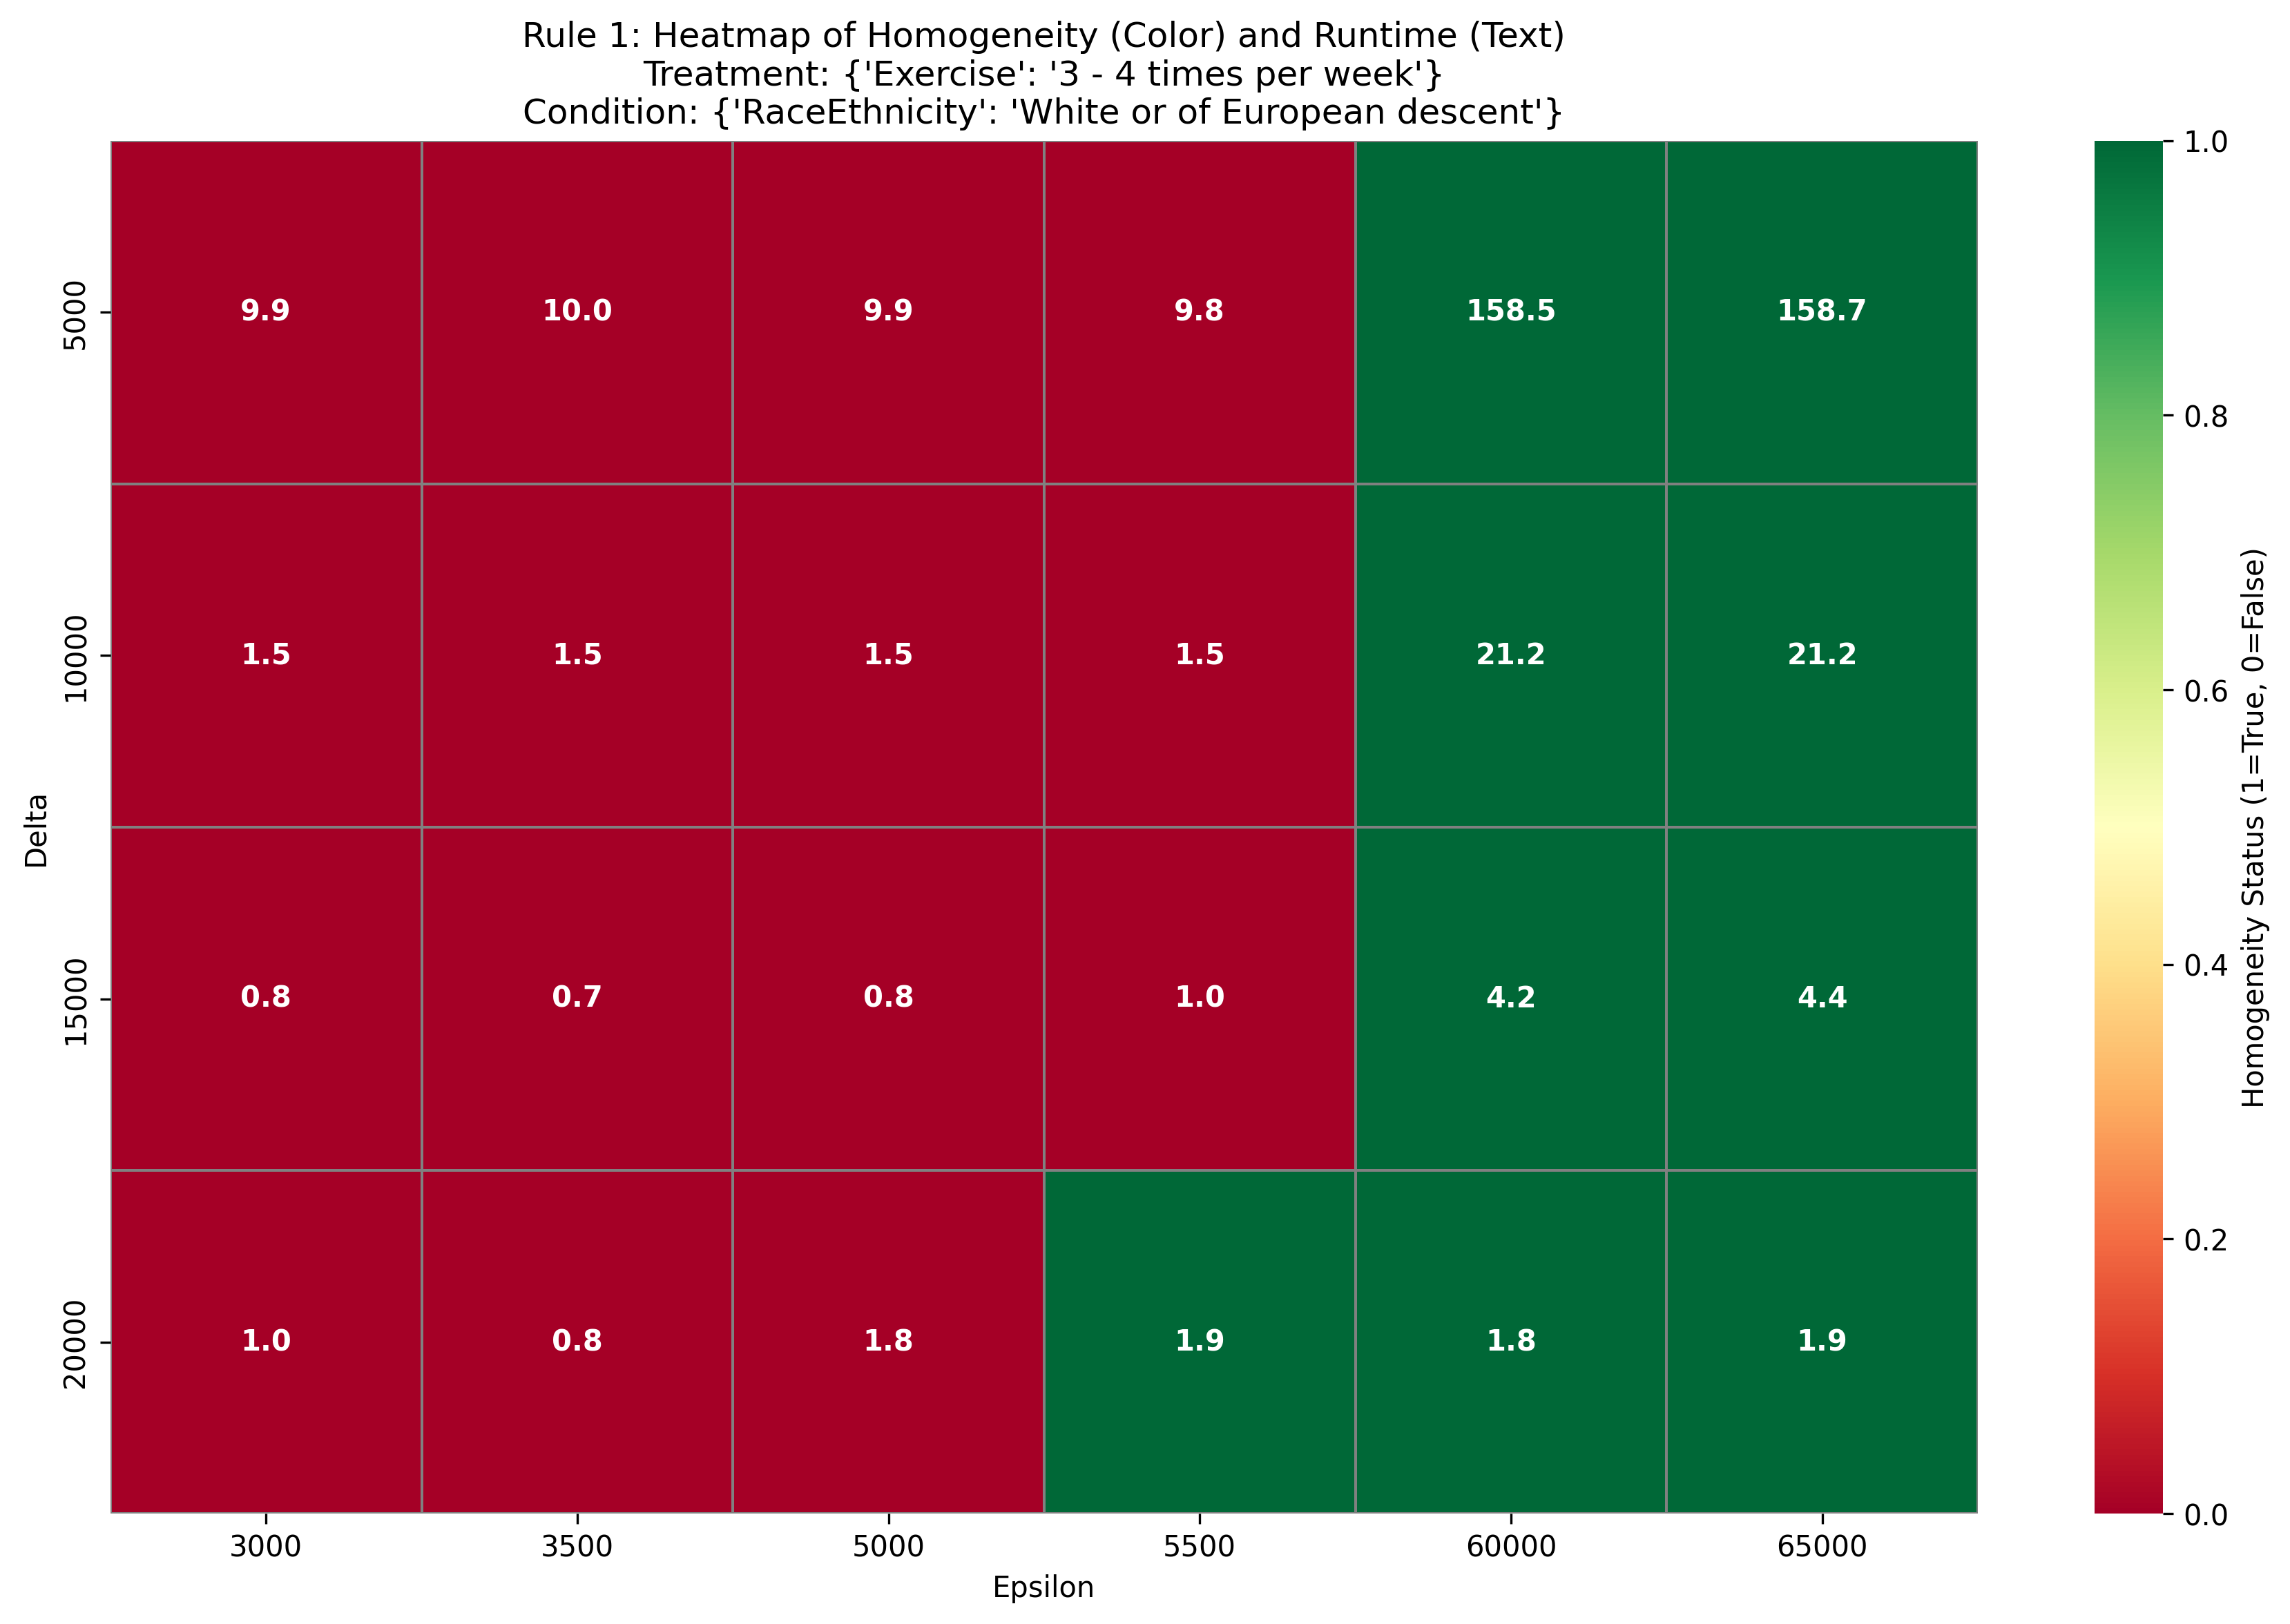 Rule 1: Heatmap of Homogeneity (Color) and Runtime (Text)
Treatment: {'Exercise': '3 - 4 times per week'}
Condition: {'RaceEthnicity': 'White or of European descent'}
Delta
5000
9.9 10.0 9.9 9.8 158.5 158.7
10000
1.5 1.5 1.5 1.5 21.2 21.2
15000
0.8 0.7 0.8 1.0 4.2 4.4
20000
1.0 0.8 1.8 1.9 1.8 1.9
3000 3500 5000 5500 60000 65000
Epsilon
1.0
0.8
0.6
0.4
0.2
0.0
Homogeneity Status (1=True, 0=False)